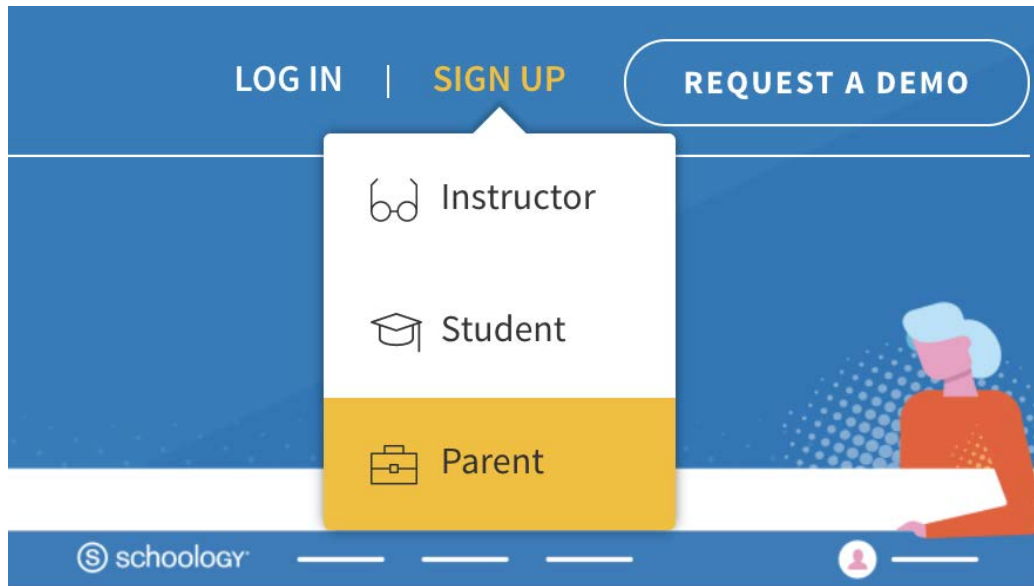 LOG IN | SIGN UP REQUEST A DEMO
Instructor
Student
Parent
S schoology